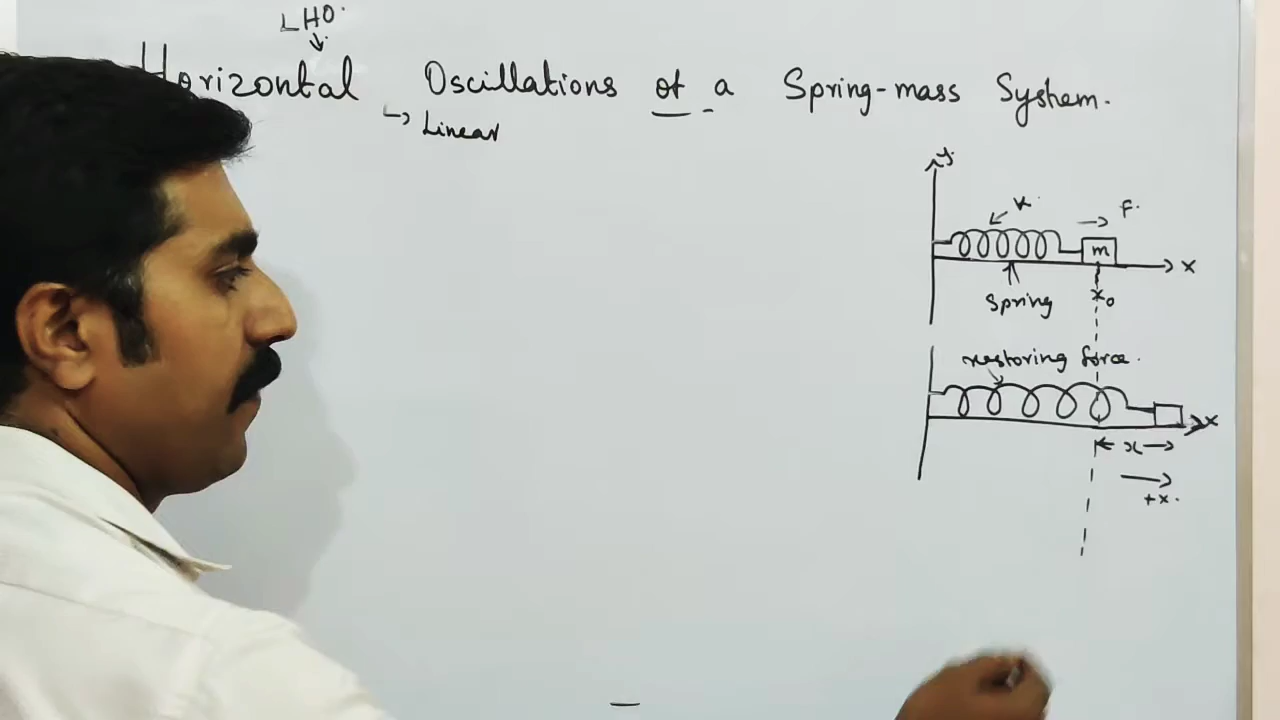 LHO.
Horizontal Oscillations of a Spring-mass System.
Linear
y
K
F.
m
x
Spring
x₀
restoring force.
x
x
+x.